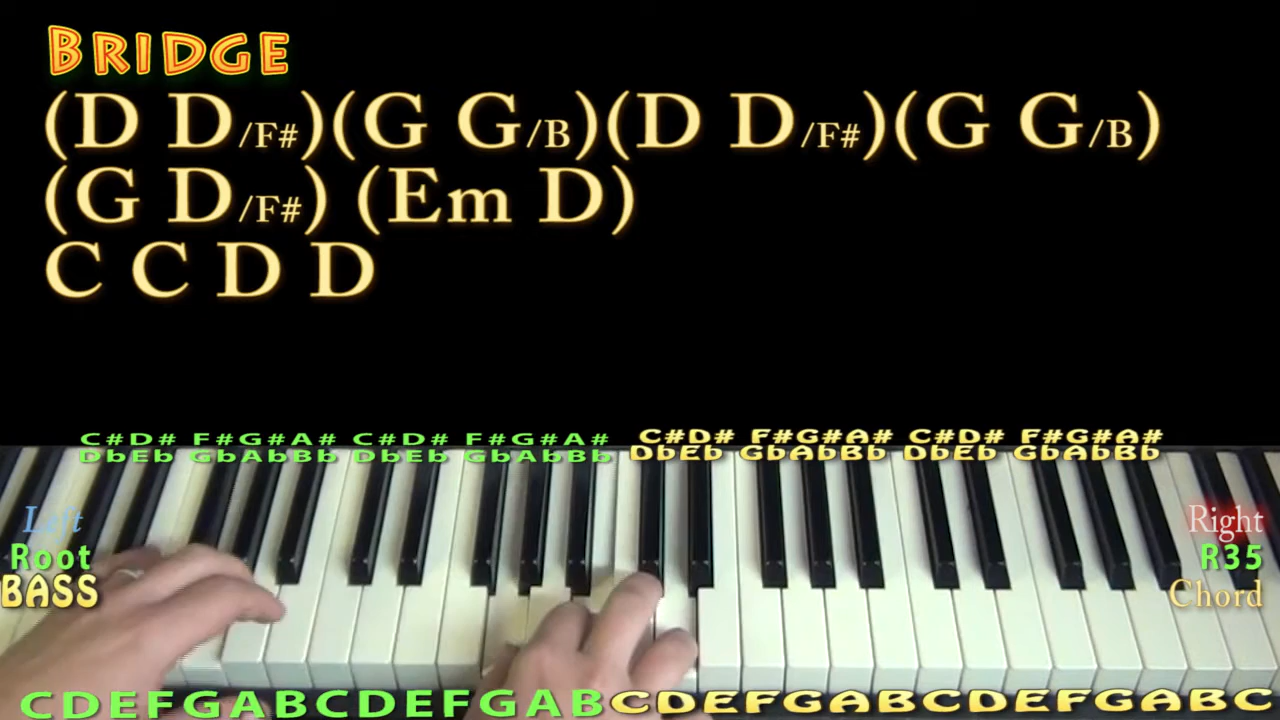 BRIDGE
(D D/F#)(G G/B)(D D/F#)(G G/B)
(G D/F#) (Em D)
C C D D
C#D# F#G#A# C#D# F#G#A# C#D# F#G#A# C#D# F#G#A#
DbEb GbAbBb DbEb GbAbBb DbEb GbAbBb DbEb GbAbBb
Left
Root
BASS
Right
R35
Chord
CDEFGABCDEFGABCDEFGABCDEFGABC